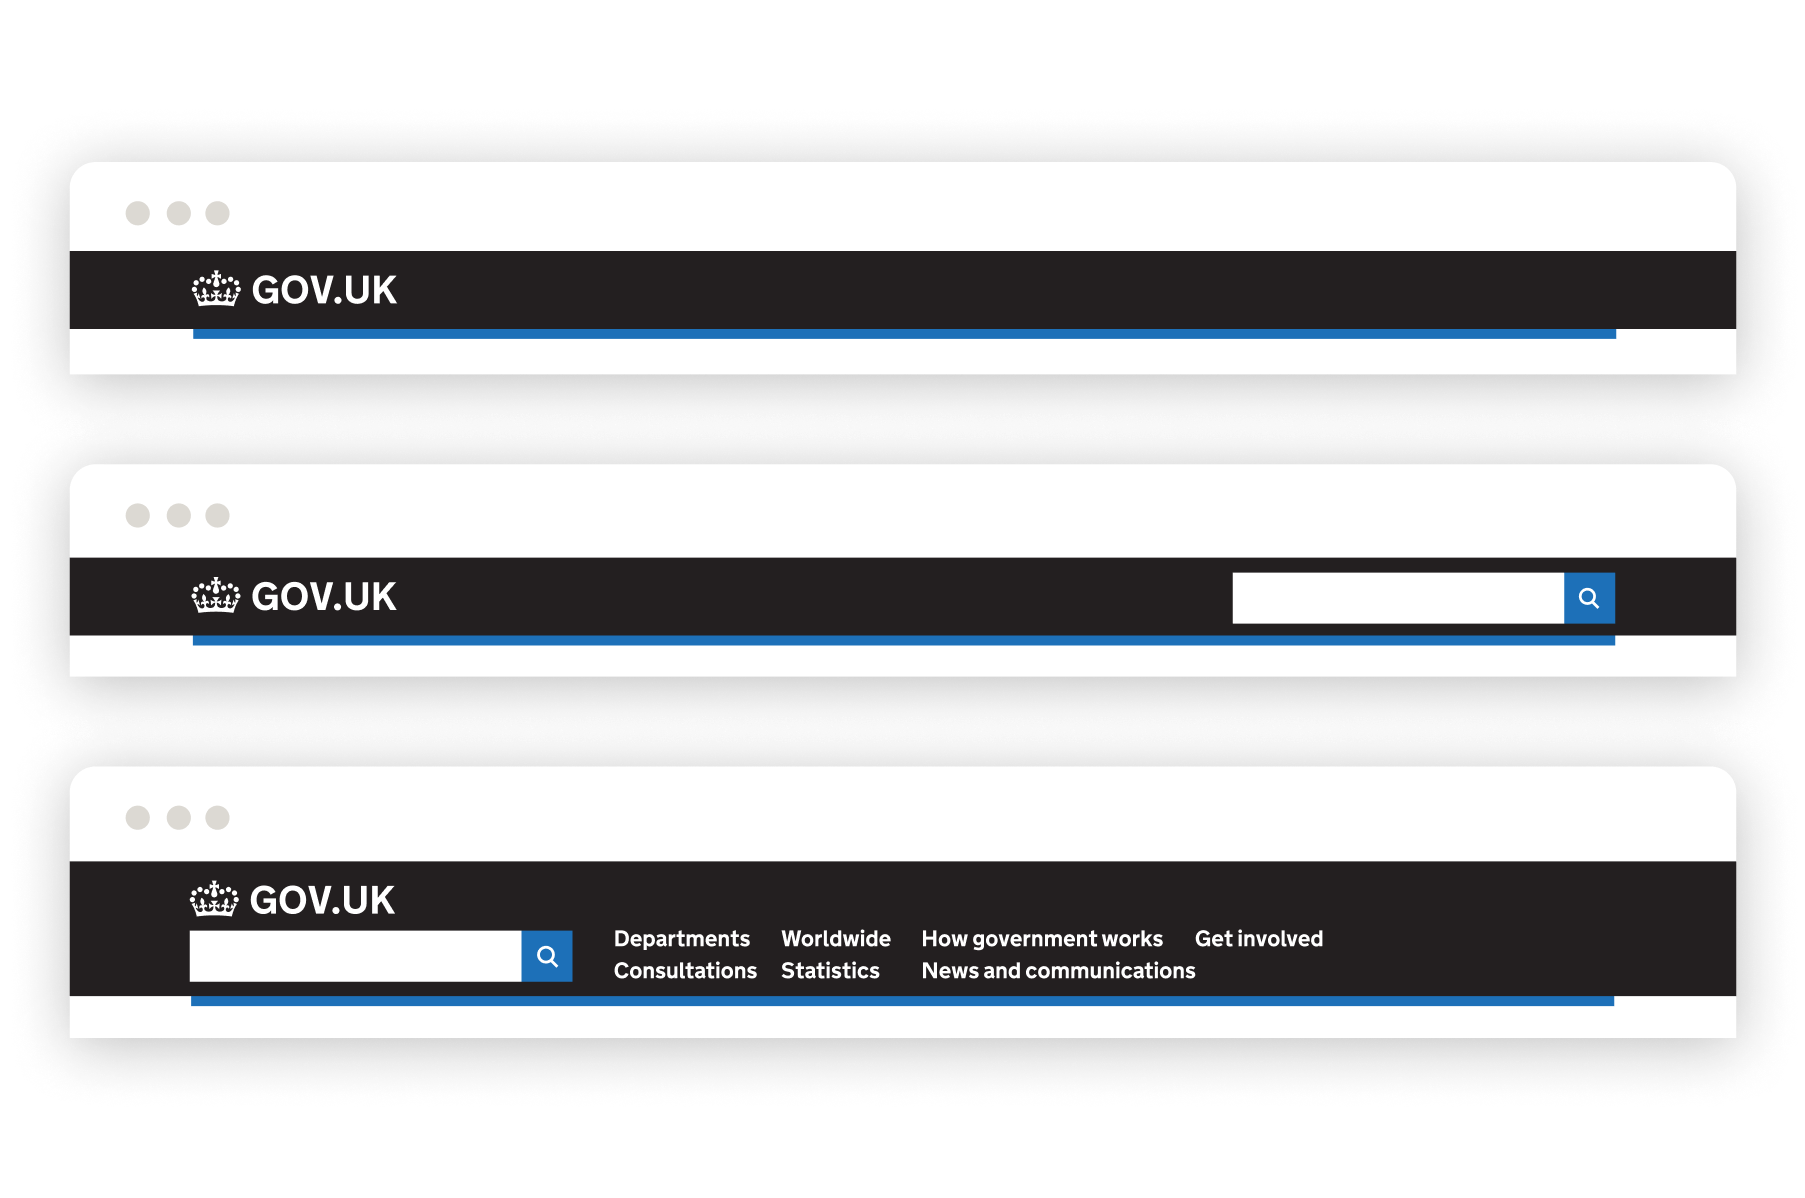 GOV.UK
GOV.UK
GOV.UK
Departments Worldwide How government works Get involved
Consultations Statistics News and communications